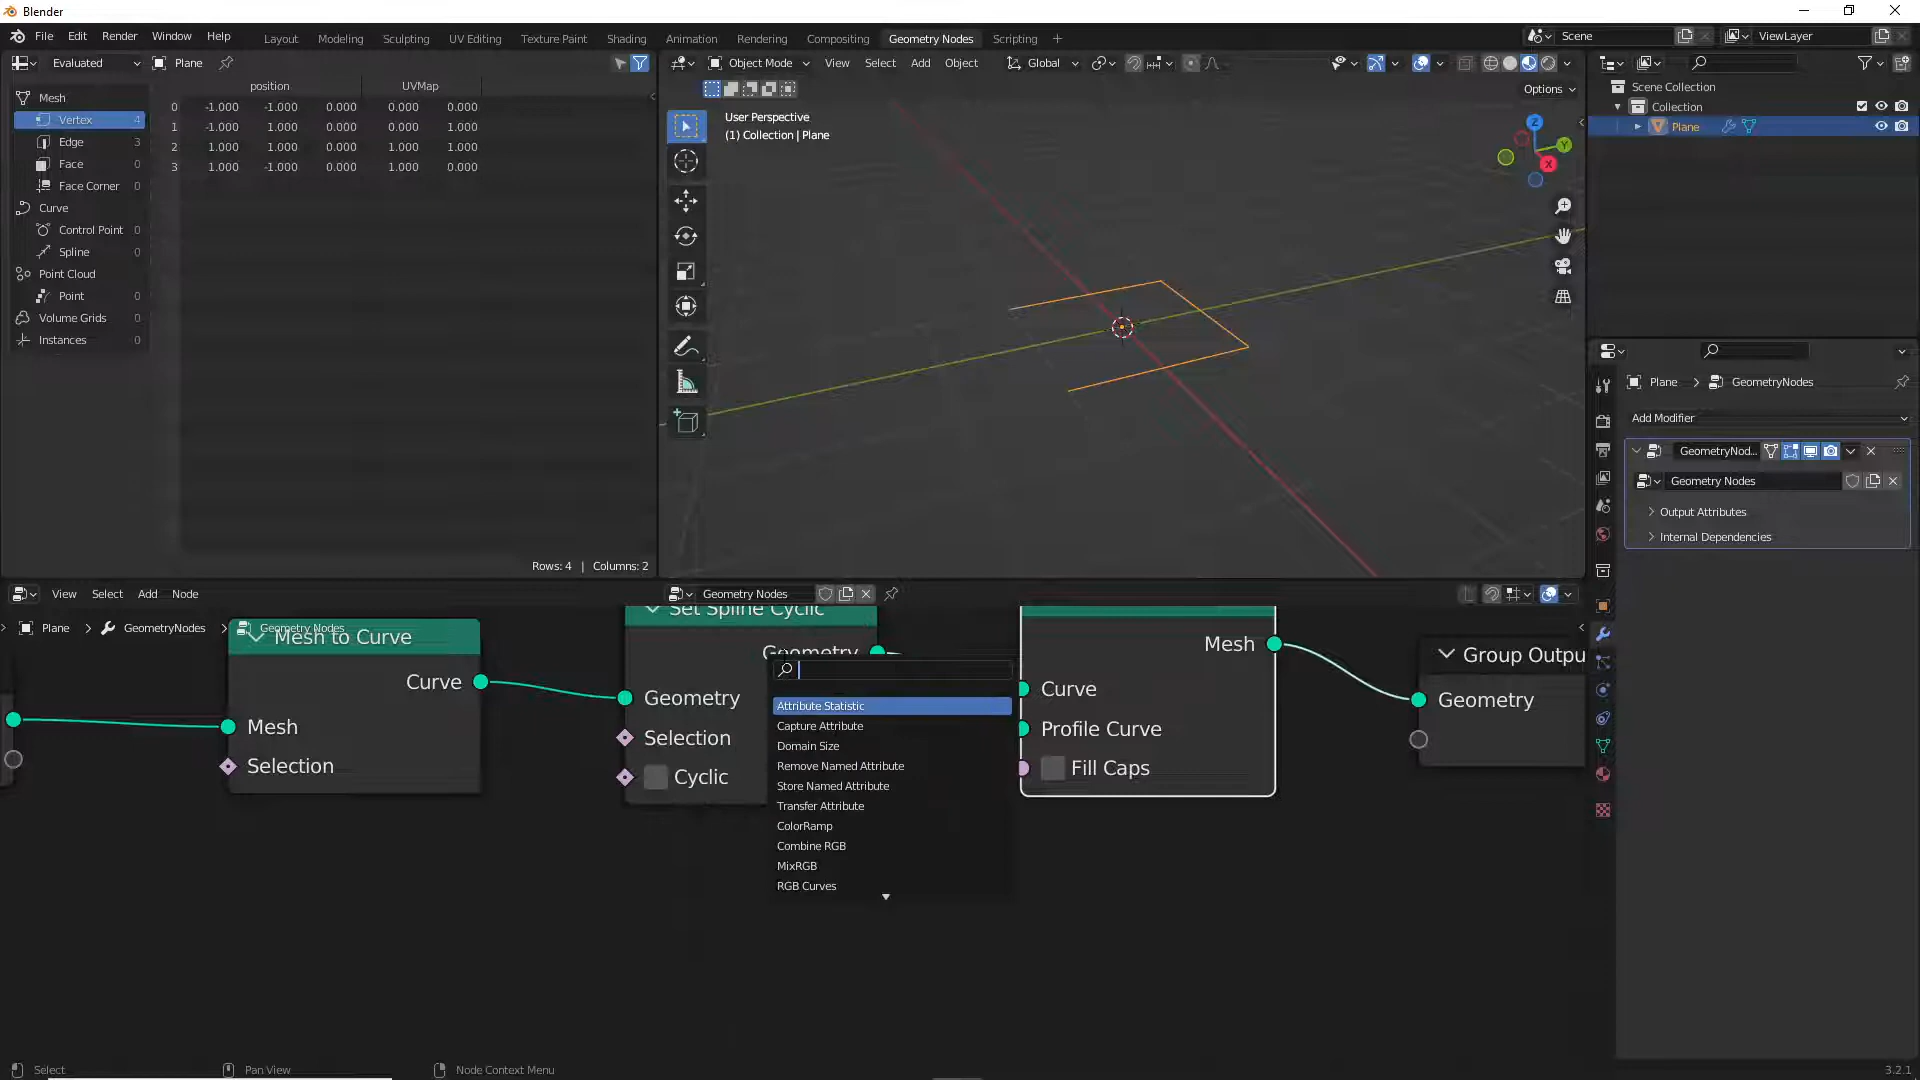 Blender
File Edit Render Window Help
Layout Modeling Sculpting UV Editing Texture Paint Shading Animation Rendering Compositing Geometry Nodes Scripting
Scene
ViewLayer
Evaluated
Plane
Object Mode View Select Add Object Global
Options
position UVMap
Mesh
Vertex 4
Edge 3
Face 0
Face Corner 0
Curve
Control Point 0
Spline 0
Point Cloud
Point 0
Volume Grids 0
Instances 0
0 -1.000 -1.000 0.000 0.000 0.000
1 -1.000 1.000 0.000 0.000 1.000
2 1.000 1.000 0.000 1.000 1.000
3 1.000 -1.000 0.000 1.000 0.000
Rows: 4 | Columns: 2
User Perspective
(1) Collection | Plane
Z
Y
X
Scene Collection
Collection
Plane
Plane > GeometryNodes
Add Modifier
GeometryNod...
Geometry Nodes
Output Attributes
Internal Dependencies
View Select Add Node
Geometry Nodes
Plane > GeometryNodes > Geometry Nodes
Mesh to Curve
Curve
Mesh
Selection
Set Spline Cyclic
Geometry
Geometry
Selection
Cyclic
Attribute Statistic
Capture Attribute
Domain Size
Remove Named Attribute
Store Named Attribute
Transfer Attribute
ColorRamp
Combine RGB
MixRGB
RGB Curves
Mesh
Curve
Profile Curve
Fill Caps
Group Outpu
Geometry
Select
Pan View
Node Context Menu
3.2.1